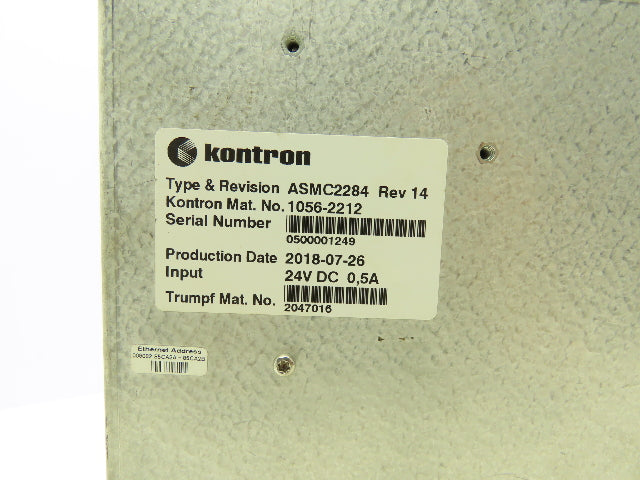 kontron
Type & Revision ASMC2284 Rev 14
Kontron Mat. No. 1056-2212
Serial Number
0500001249
Production Date 2018-07-26
Input 24V DC 0,5A
Trumpf Mat. No.
2047016
Ethernet Address